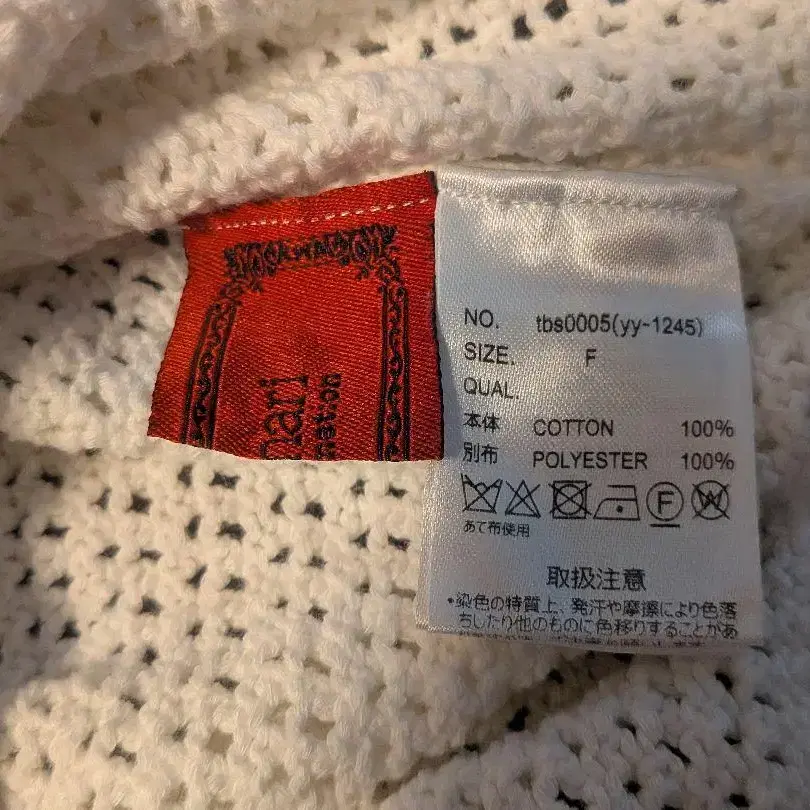 nari
NO. tbs0005(yy-1245)
SIZE. F
QUAL.
本体 COTTON 100%
別布 POLYESTER 100%
F W
あて布使用
取扱注意
・染色の特質上、発汗や摩擦により色落
ちしたり他のものに色移りすることがあ